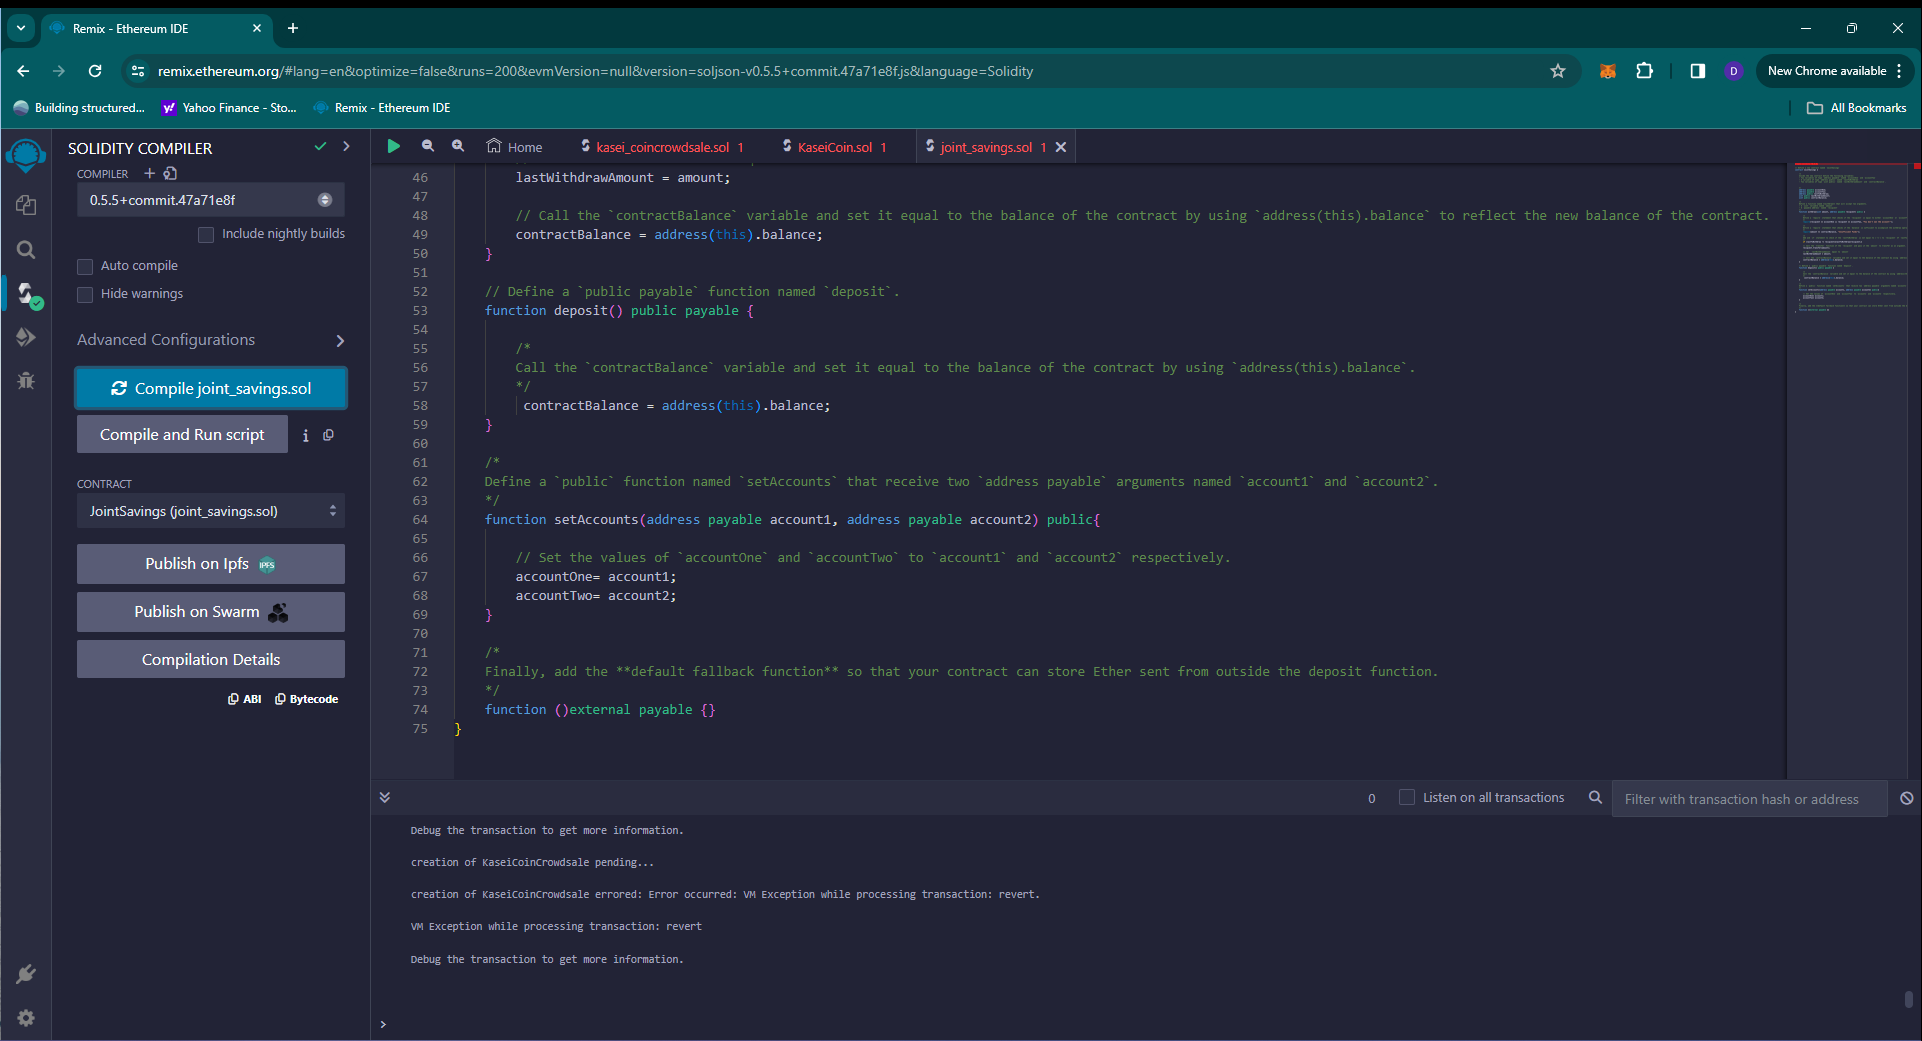 Remix - Ethereum IDE
remix.ethereum.org/#lang=en&optimize=false&runs=200&evmVersion=null&version=soljson-v0.5.5+commit.47a71e8f.js&language=Solidity
D
New Chrome available
Building structured...
Yahoo Finance - Sto...
Remix - Ethereum IDE
All Bookmarks
SOLIDITY COMPILER
COMPILER
0.5.5+commit.47a71e8f
Include nightly builds
Auto compile
Hide warnings
Advanced Configurations
Compile joint_savings.sol
Compile and Run script
i
CONTRACT
JointSavings (joint_savings.sol)
Publish on Ipfs
IPFS
Publish on Swarm
Compilation Details
ABI
Bytecode
Home
kasei_coincrowdsale.sol 1
KaseiCoin.sol 1
joint_savings.sol 1
46 lastWithdrawAmount = amount;
47
48 // Call the `contractBalance` variable and set it equal to the balance of the contract by using `address(this).balance` to reflect the new balance of the contract.
49 contractBalance = address(this).balance;
50 }
51
52 // Define a `public payable` function named `deposit`.
53 function deposit() public payable {
54
55 /*
56 Call the `contractBalance` variable and set it equal to the balance of the contract by using `address(this).balance`.
57 */
58 contractBalance = address(this).balance;
59 }
60
61 /*
62 Define a `public` function named `setAccounts` that receive two `address payable` arguments named `account1` and `account2`.
63 */
64 function setAccounts(address payable account1, address payable account2) public{
65
66 // Set the values of `accountOne` and `accountTwo` to `account1` and `account2` respectively.
67 accountOne= account1;
68 accountTwo= account2;
69 }
70
71 /*
72 Finally, add the **default fallback function** so that your contract can store Ether sent from outside the deposit function.
73 */
74 function ()external payable {}
75 }
0
Listen on all transactions
Filter with transaction hash or address
Debug the transaction to get more information.
creation of KaseiCoinCrowdsale pending...
creation of KaseiCoinCrowdsale errored: Error occurred: VM Exception while processing transaction: revert.
VM Exception while processing transaction: revert
Debug the transaction to get more information.
>